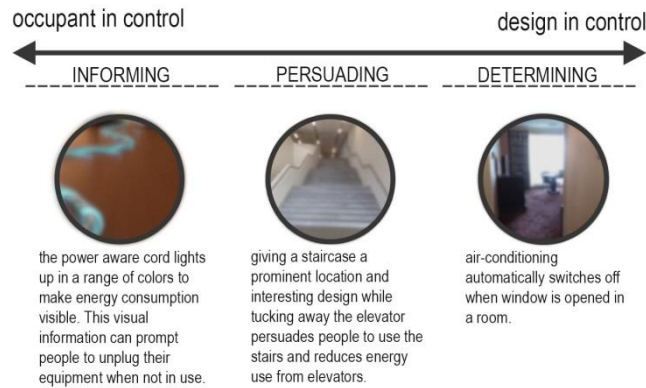 occupant in control
design in control
INFORMING
PERSUADING
DETERMINING
the power aware cord lights
up in a range of colors to
make energy consumption
visible. This visual
information can prompt
people to unplug their
equipment when not in use.
giving a staircase a
prominent location and
interesting design while
tucking away the elevator
persuades people to use the
stairs and reduces energy
use from elevators.
air-conditioning
automatically switches off
when window is opened in
a room.